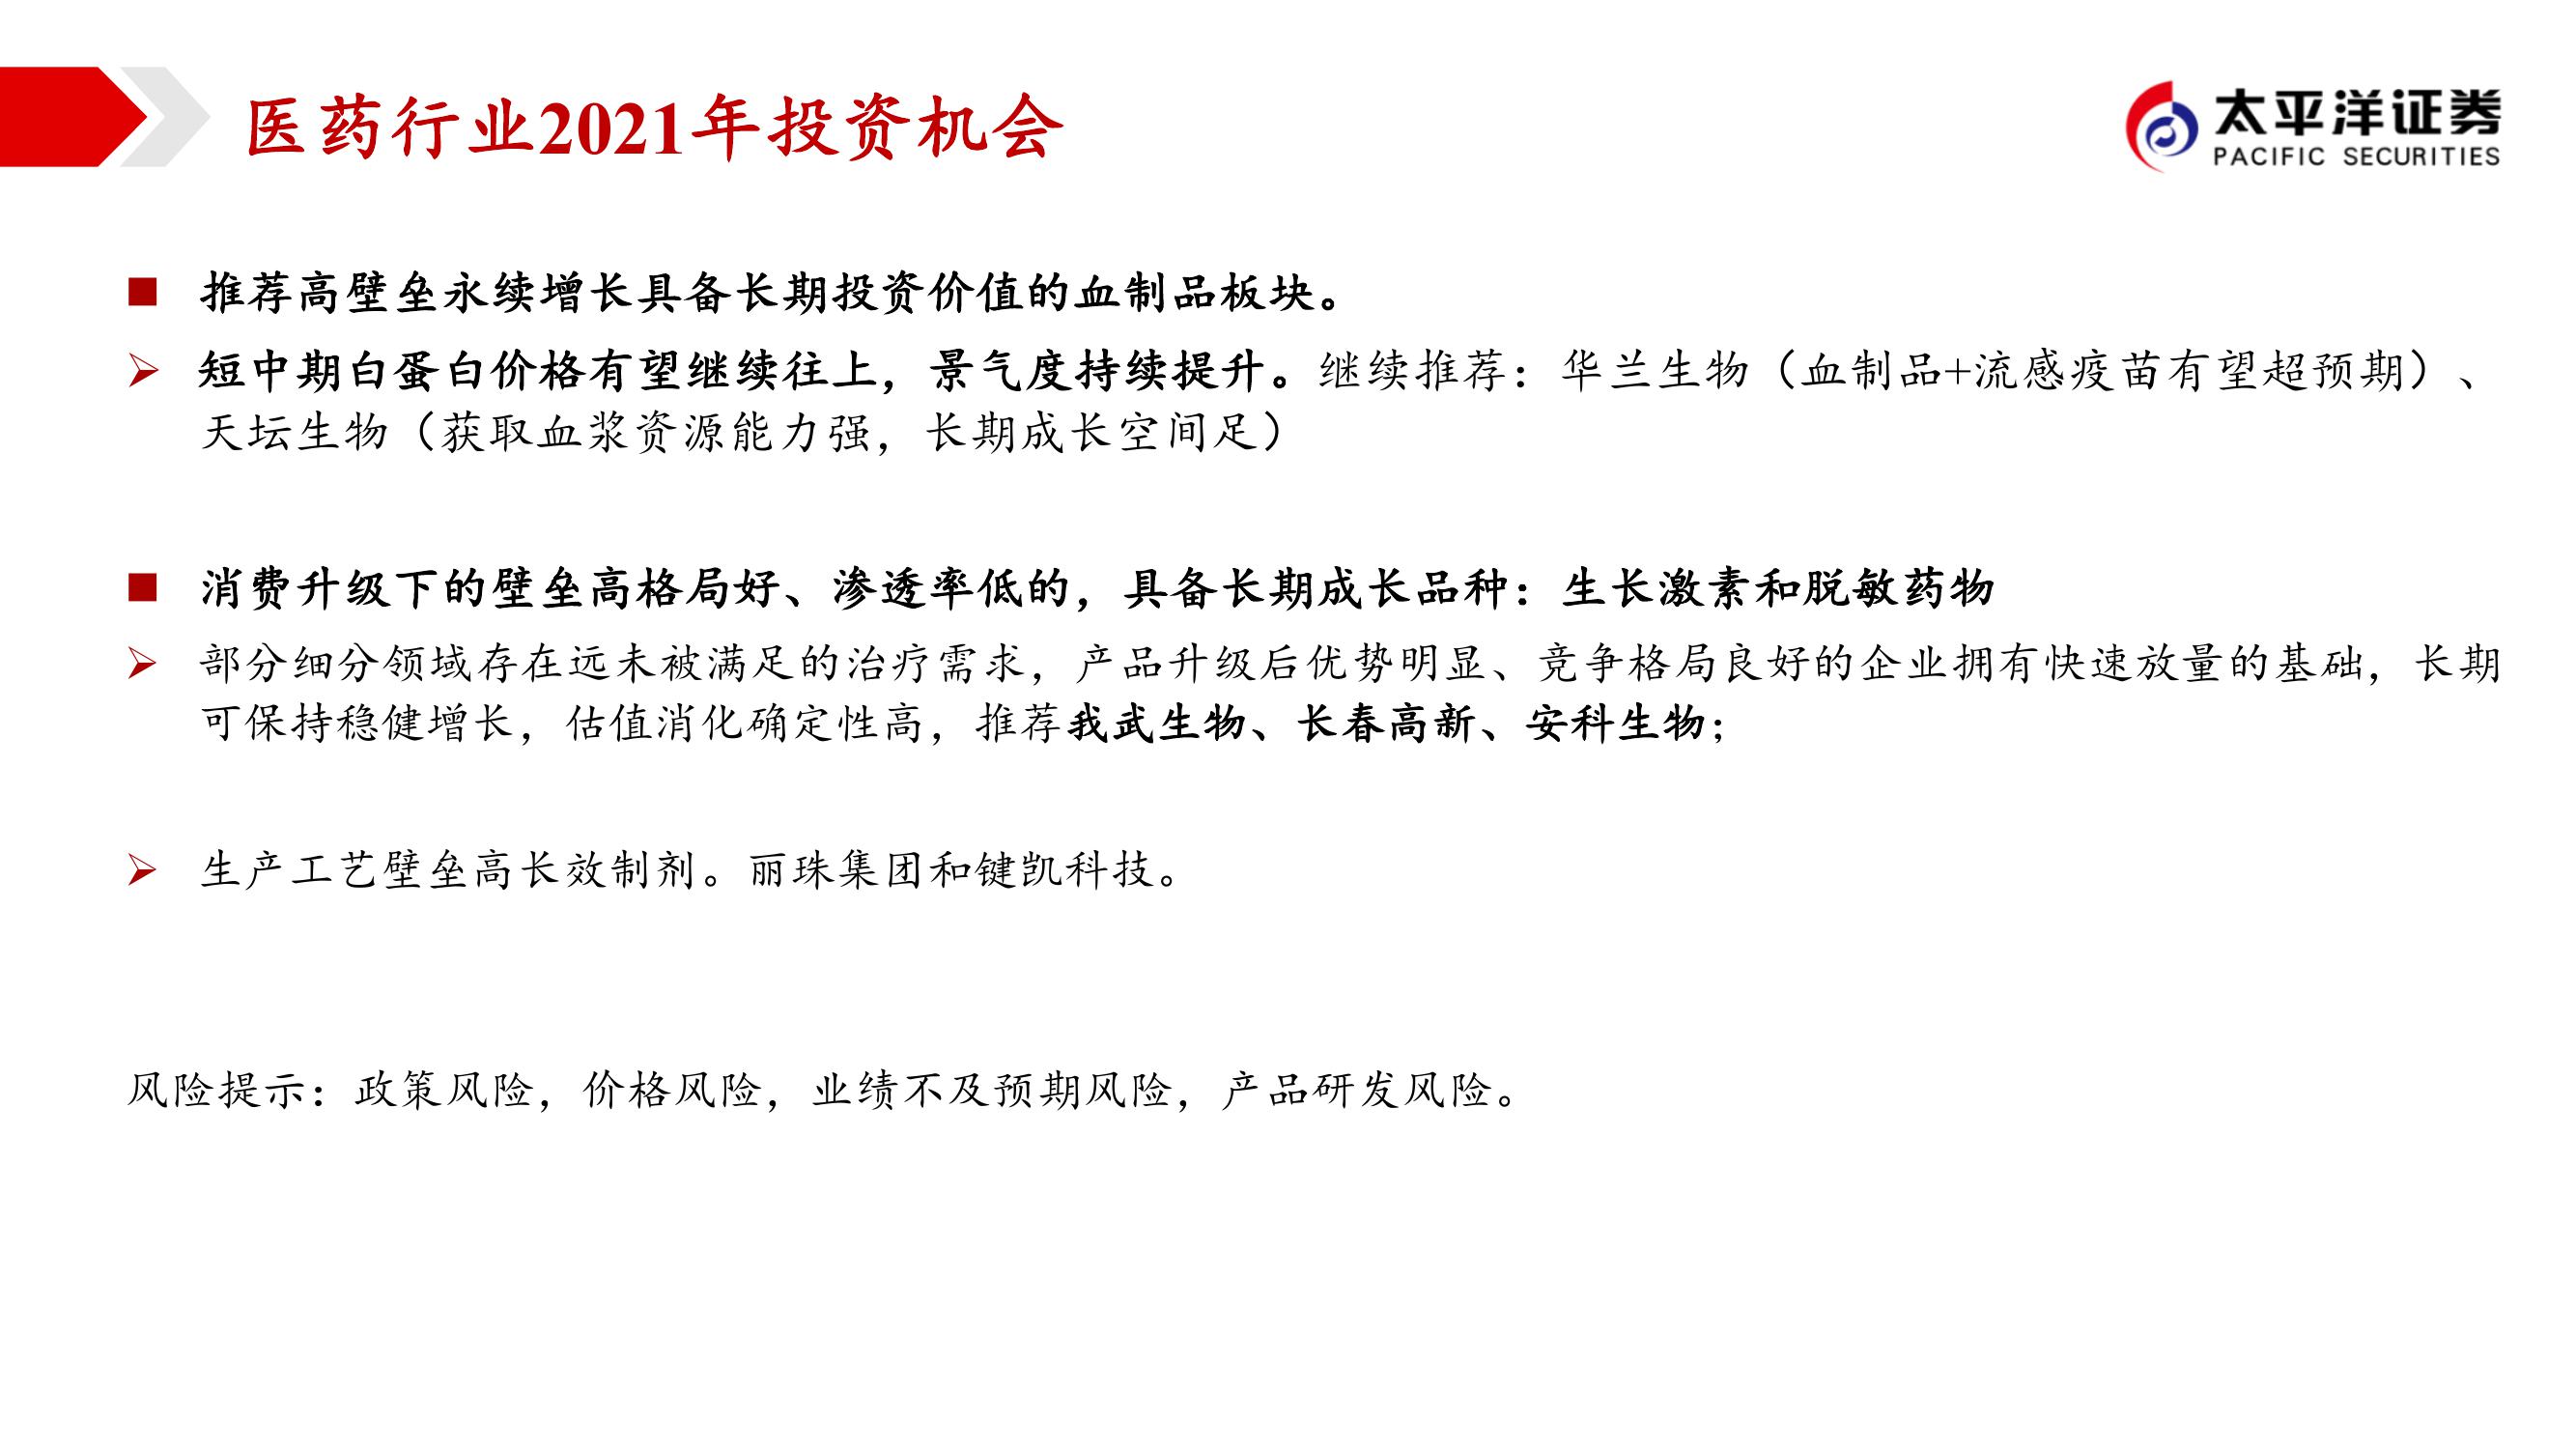 医药行业2021年投资机会
太平洋证券
PACIFIC SECURITIES
推荐高壁垒永续增长具备长期投资价值的血制品板块。
短中期白蛋白价格有望继续往上，景气度持续提升。继续推荐：华兰生物（血制品+流感疫苗有望超预期）、
天坛生物（获取血浆资源能力强，长期成长空间足）
消费升级下的壁垒高格局好、渗透率低的，具备长期成长品种：生长激素和脱敏药物
部分细分领域存在远未被满足的治疗需求，产品升级后优势明显、竞争格局良好的企业拥有快速放量的基础，长期
可保持稳健增长，估值消化确定性高，推荐我武生物、长春高新、安科生物；
生产工艺壁垒高长效制剂。丽珠集团和键凯科技。
风险提示：政策风险，价格风险，业绩不及预期风险，产品研发风险。